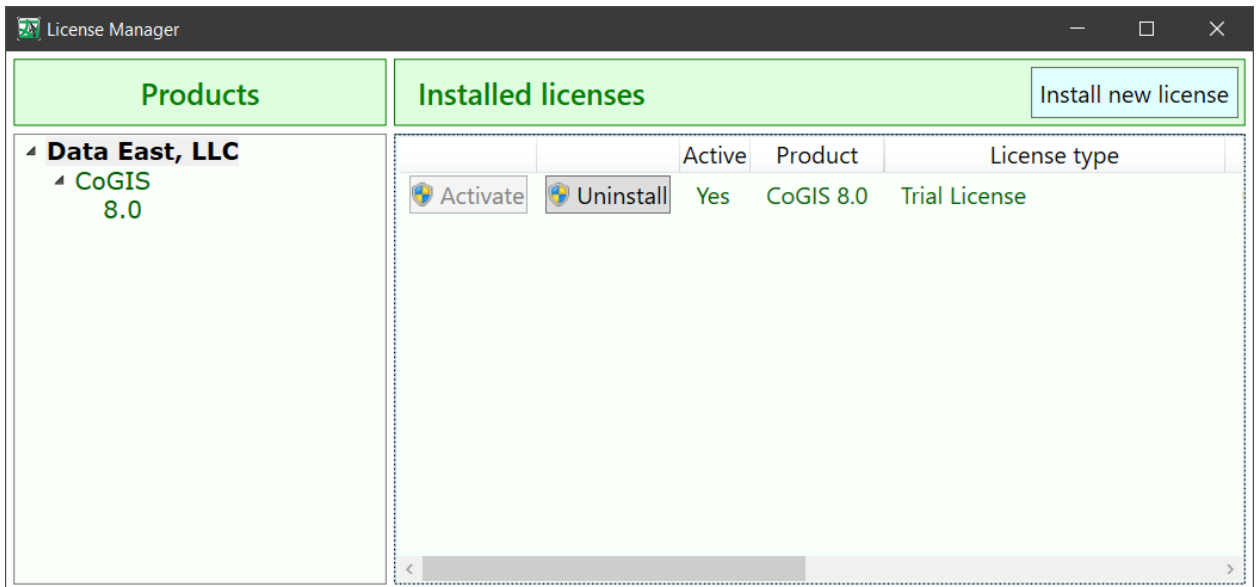 License Manager
Products
Installed licenses
Install new license
Data East, LLC
CoGIS
8.0
Active Product License type
Activate Uninstall Yes CoGIS 8.0 Trial License